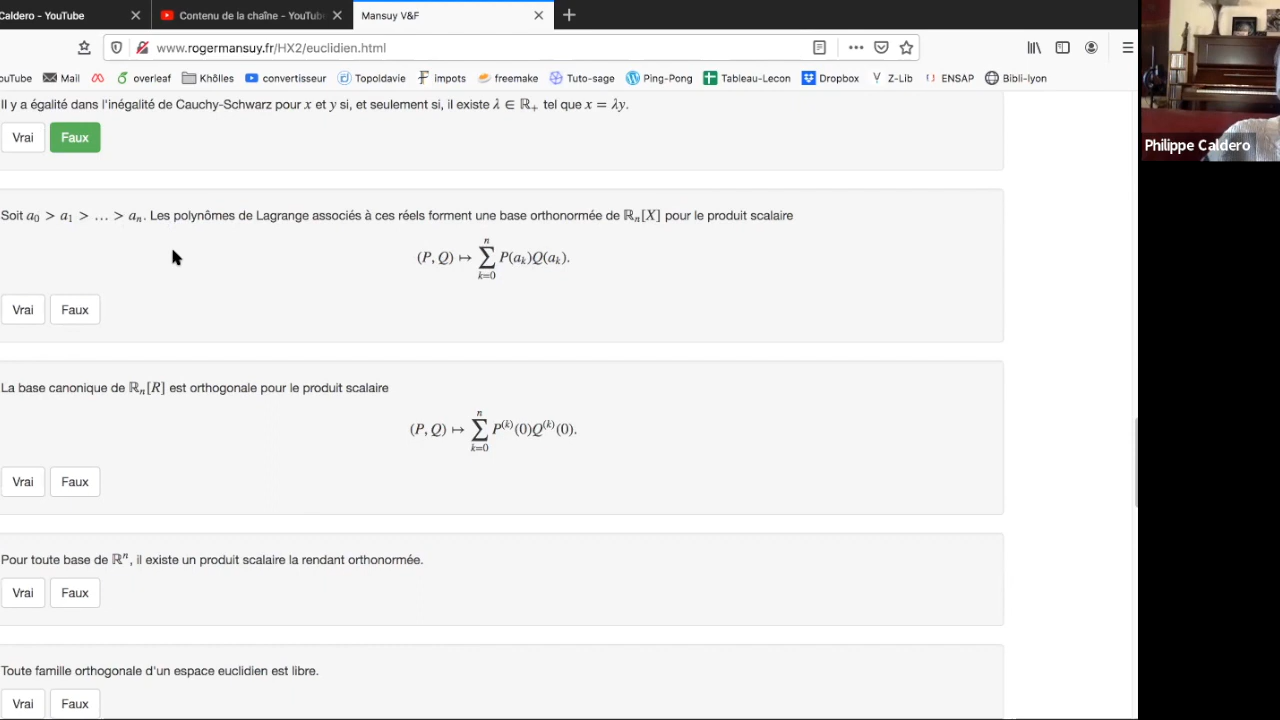 Caldero - YouTube
Contenu de la chaîne - YouTube
Mansuy V&F
www.rogermansuy.fr/HX2/euclidien.html
ouTube Mail overleaf Khôlles convertisseur Topoldavie impots freemake Tuto-sage Ping-Pong Tableau-Lecon Dropbox Z-Lib ENSAP Bibli-lyon
Il y a égalité dans l'inégalité de Cauchy-Schwarz pour x et y si, et seulement si, il existe λ ∈ ℝ₊ tel que x = λy.
Vrai Faux
Philippe Caldero
Soit a₀ > a₁ > … > aₙ. Les polynômes de Lagrange associés à ces réels forment une base orthonormée de ℝₙ[X] pour le produit scalaire
(P, Q) ↦ ∑_{k=0}^{n} P(aₖ)Q(aₖ).
Vrai Faux
La base canonique de ℝₙ[R] est orthogonale pour le produit scalaire
(P, Q) ↦ ∑_{k=0}^{n} P⁽ᵏ⁾(0)Q⁽ᵏ⁾(0).
Vrai Faux
Pour toute base de ℝⁿ, il existe un produit scalaire la rendant orthonormée.
Vrai Faux
Toute famille orthogonale d'un espace euclidien est libre.
Vrai Faux